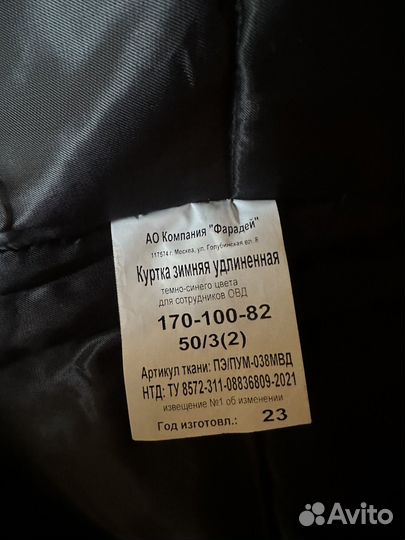 АО Компания "Фарадей"
117574 г. Москва, ул. Голубинская вл. 8
Куртка зимняя удлиненная
темно-синего цвета
для сотрудников ОВД
170-100-82
50/3(2)
Артикул ткани: ПЭ/ПУМ-038МВД
НТД: ТУ 8572-311-08836809-2021
извещение №1 об изменении
Год изготовл.: 23
Avito